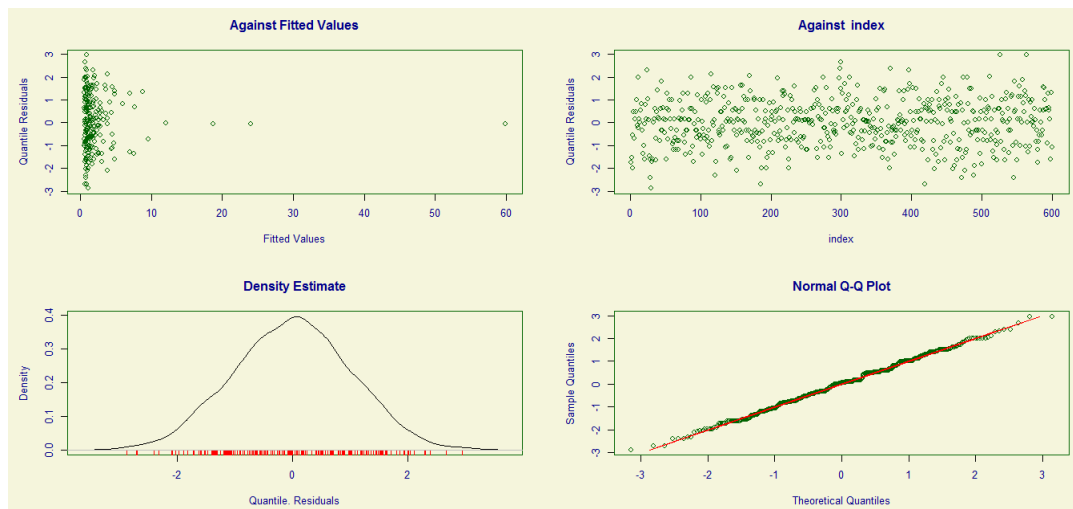 Against Fitted Values
Quantile Residuals
-3 -2 -1 0 1 2 3
0 10 20 30 40 50 60
Fitted Values
Against index
Quantile Residuals
-3 -2 -1 0 1 2 3
0 100 200 300 400 500 600
index
Density Estimate
Density
0.0 0.1 0.2 0.3 0.4
-2 0 2
Quantile. Residuals
Normal Q-Q Plot
Sample Quantiles
-3 -2 -1 0 1 2 3
-3 -2 -1 0 1 2 3
Theoretical Quantiles